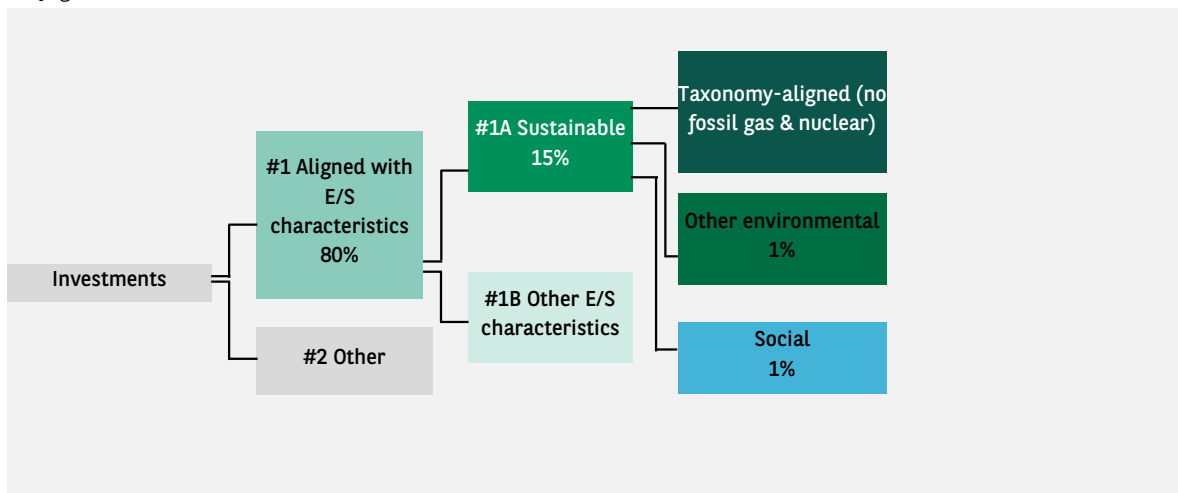 Investments
#1 Aligned with
E/S
characteristics
80%
#2 Other
#1A Sustainable
15%
#1B Other E/S
characteristics
Taxonomy-aligned (no
fossil gas & nuclear)
Other environmental
1%
Social
1%